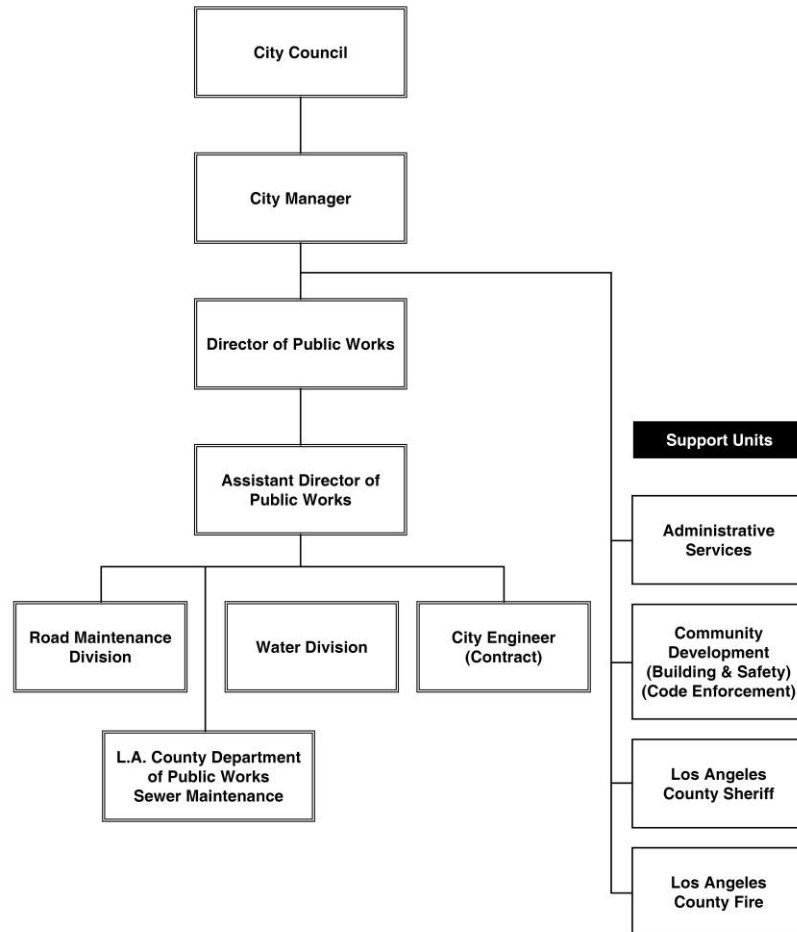 City Council
City Manager
Director of Public Works
Assistant Director of
Public Works
Road Maintenance
Division
Water Division
City Engineer
(Contract)
L.A. County Department
of Public Works
Sewer Maintenance
Support Units
Administrative
Services
Community
Development
(Building & Safety)
(Code Enforcement)
Los Angeles
County Sheriff
Los Angeles
County Fire